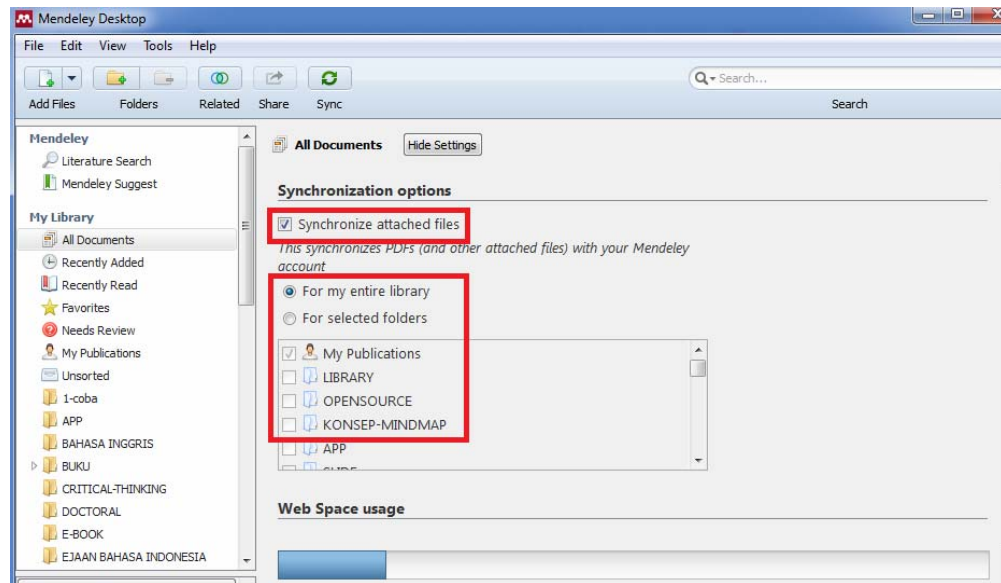 Mendeley Desktop
File Edit View Tools Help
Add Files Folders Related Share Sync
Search...
Search
Mendeley
Literature Search
Mendeley Suggest
My Library
All Documents
Recently Added
Recently Read
Favorites
Needs Review
My Publications
Unsorted
1-coba
APP
BAHASA INGGRIS
BUKU
CRITICAL-THINKING
DOCTORAL
E-BOOK
EJAAN BAHASA INDONESIA
All Documents Hide Settings
Synchronization options
Synchronize attached files
This synchronizes PDFs (and other attached files) with your Mendeley
account
For my entire library
For selected folders
My Publications
LIBRARY
OPENSOURCE
KONSEP-MINDMAP
APP
Web Space usage